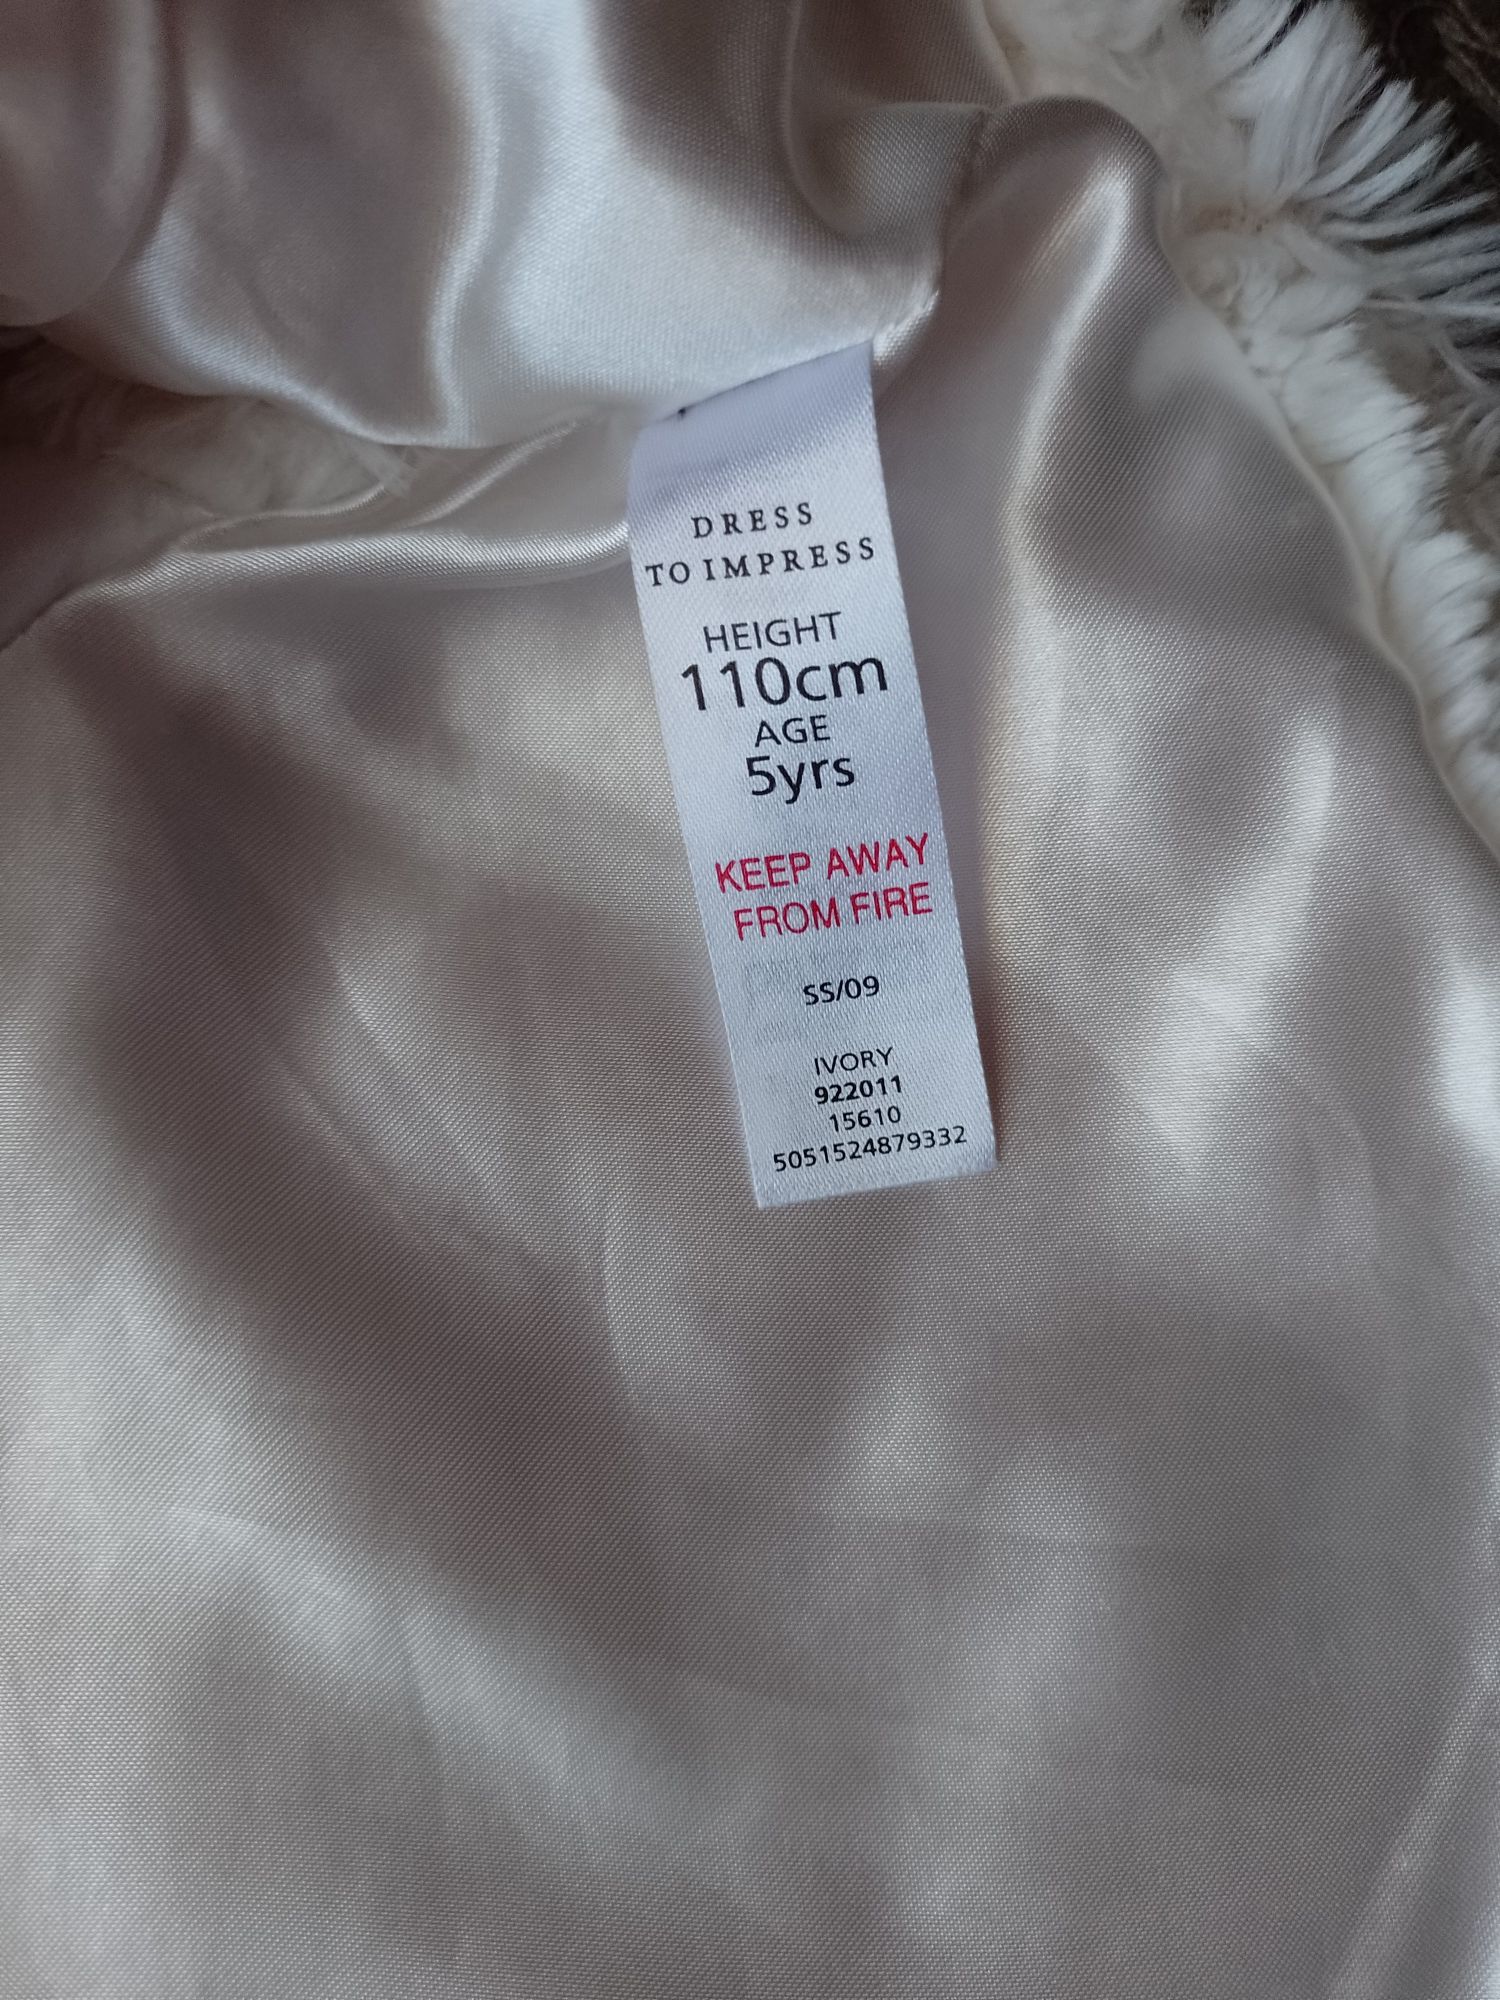 DRESS
TO IMPRESS
HEIGHT
110cm
AGE
5yrs
KEEP AWAY
FROM FIRE
SS/09
IVORY
922011
15610
5051524879332